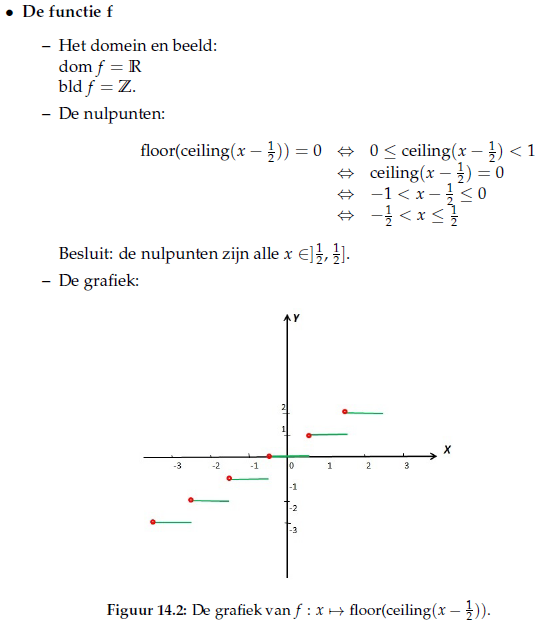 • De functie f
– Het domein en beeld:
dom f = ℝ
bld f = ℤ.
– De nulpunten:
floor(ceiling(x − 1/2)) = 0 ⇔ 0 ≤ ceiling(x − 1/2) < 1
⇔ ceiling(x − 1/2) = 0
⇔ −1 < x − 1/2 ≤ 0
⇔ −1/2 < x ≤ 1/2
Besluit: de nulpunten zijn alle x ∈]1/2, 1/2].
– De grafiek:
Y
2
1
X
-3 -2 -1 0 1 2 3
-1
-2
-3
Figuur 14.2: De grafiek van f : x ↦ floor(ceiling(x − 1/2)).